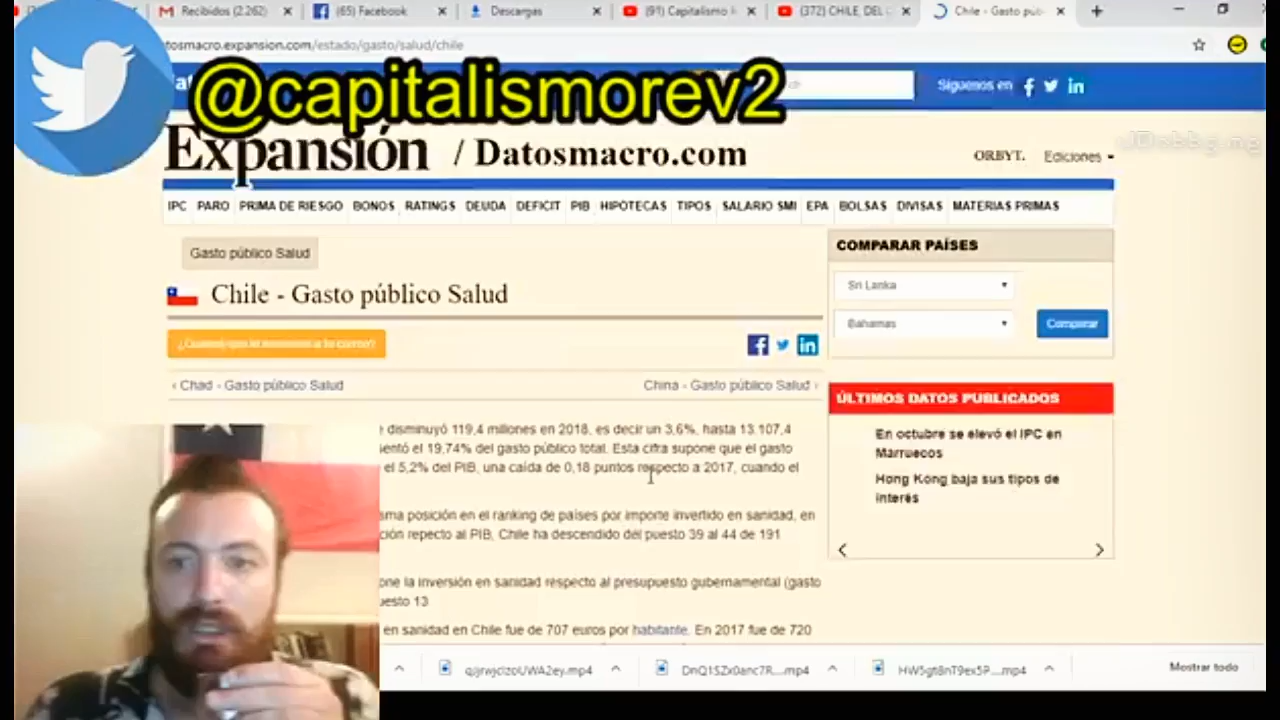 Recibidos (2.262)
(65) Facebook
Descargas
(91) Capitalismo
(372) CHILE, DEL
Chile - Gasto púb
tosmacro.expansion.com/estado/gasto/salud/chile
@capitalismorev2
Síguenos en
Expansión / Datosmacro.com
ORBYT.
Ediciones
IPC PARO PRIMA DE RIESGO BONOS RATINGS DEUDA DEFICIT PIB HIPOTECAS TIPOS SALARIO SMI EPA BOLSAS DIVISAS MATERIAS PRIMAS
Gasto público Salud
COMPARAR PAÍSES
Chile - Gasto público Salud
Sri Lanka
Bahamas
Comparar
‹ Chad - Gasto público Salud
China - Gasto público Salud ›
disminuyó 119,4 millones en 2018, es decir un 3,6%, hasta 13.107,4
entó el 19,74% del gasto público total. Esta cifra supone que el gasto
el 5,2% del PIB, una caída de 0,18 puntos respecto a 2017, cuando el
sma posición en el ranking de países por importe invertido en sanidad, en
ción repecto al PIB, Chile ha descendido del puesto 39 al 44 de 191
one la inversión en sanidad respecto al presupuesto gubernamental (gasto
uesto 13
en sanidad en Chile fue de 707 euros por habitante. En 2017 fue de 720
ÚLTIMOS DATOS PUBLICADOS
En octubre se elevó el IPC en
Marruecos
Hong Kong baja sus tipos de
interés
Mostrar todo